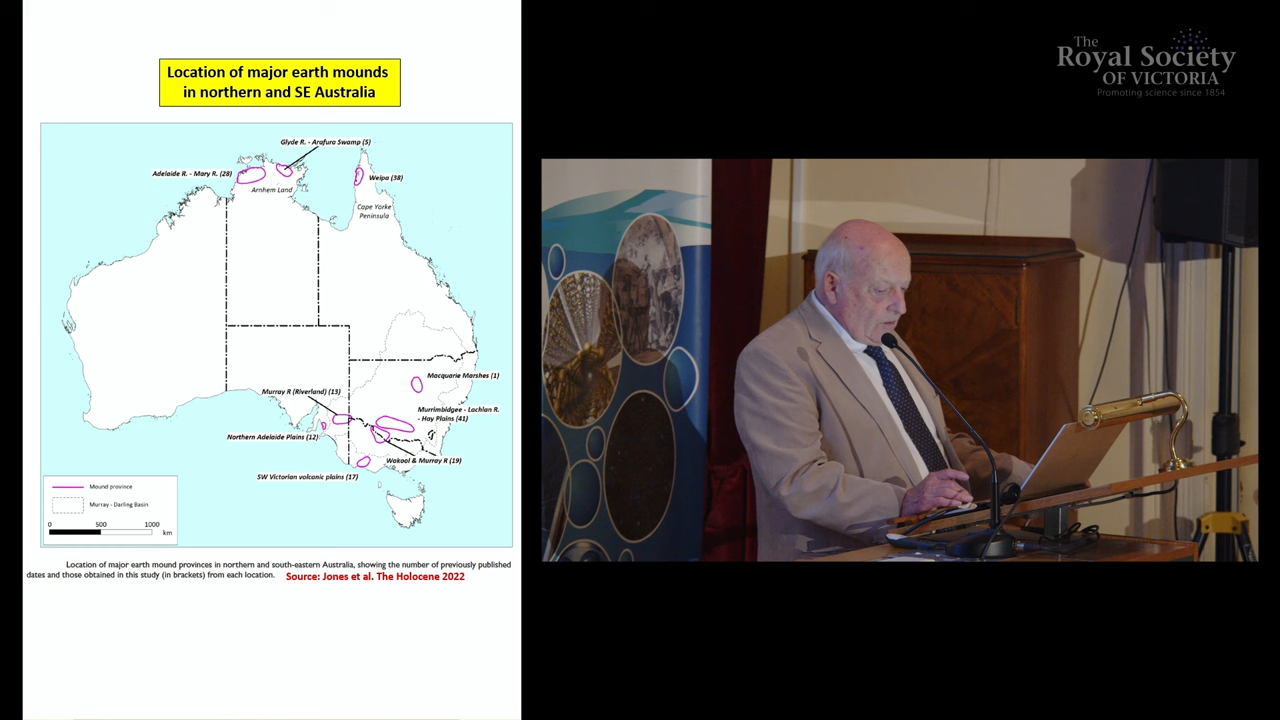 Location of major earth mounds
in northern and SE Australia
Glyde R. - Arafura Swamp (5)
Adelaide R. - Mary R. (28)
Weipa (38)
Arnhem Land
Cape Yorke
Peninsula
Macquarie Marshes (1)
Murray R (Riverland) (13)
Murrimbidgee - Lachlan R.
- Hay Plains (41)
Northern Adelaide Plains (12)
Wakool & Murray R (19)
SW Victorian volcanic plains (17)
Mound province
Murray - Darling Basin
0 500 1000
km
Location of major earth mound provinces in northern and south-eastern Australia, showing the number of previously published
dates and those obtained in this study (in brackets) from each location. Source: Jones et al. The Holocene 2022
The
Royal Society
OF VICTORIA
Promoting science since 1854